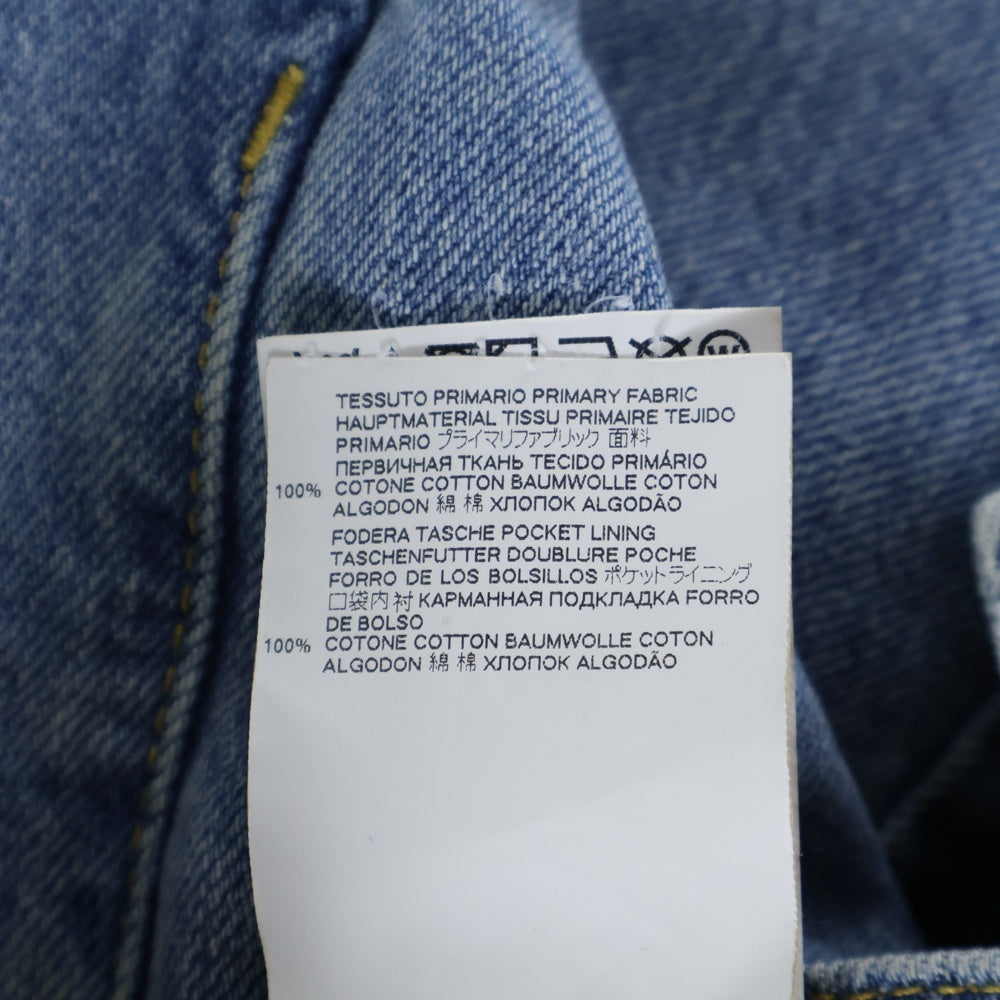 TESSUTO PRIMARIO PRIMARY FABRIC
HAUPTMATERIAL TISSU PRIMAIRE TEJIDO
PRIMARIO プライマリファブリック 面料
ПЕРВИЧНАЯ ТКАНЬ TECIDO PRIMÁRIO
100% COTONE COTTON BAUMWOLLE COTON
ALGODON 綿 棉 ХЛОПОК ALGODÃO
FODERA TASCHE POCKET LINING
TASCHENFUTTER DOUBLURE POCHE
FORRO DE LOS BOLSILLOS ポケットライニング
口袋内衬 КАРМАННАЯ ПОДКЛАДКА FORRO
DE BOLSO
100% COTONE COTTON BAUMWOLLE COTON
ALGODON 綿 棉 ХЛОПОК ALGODÃO